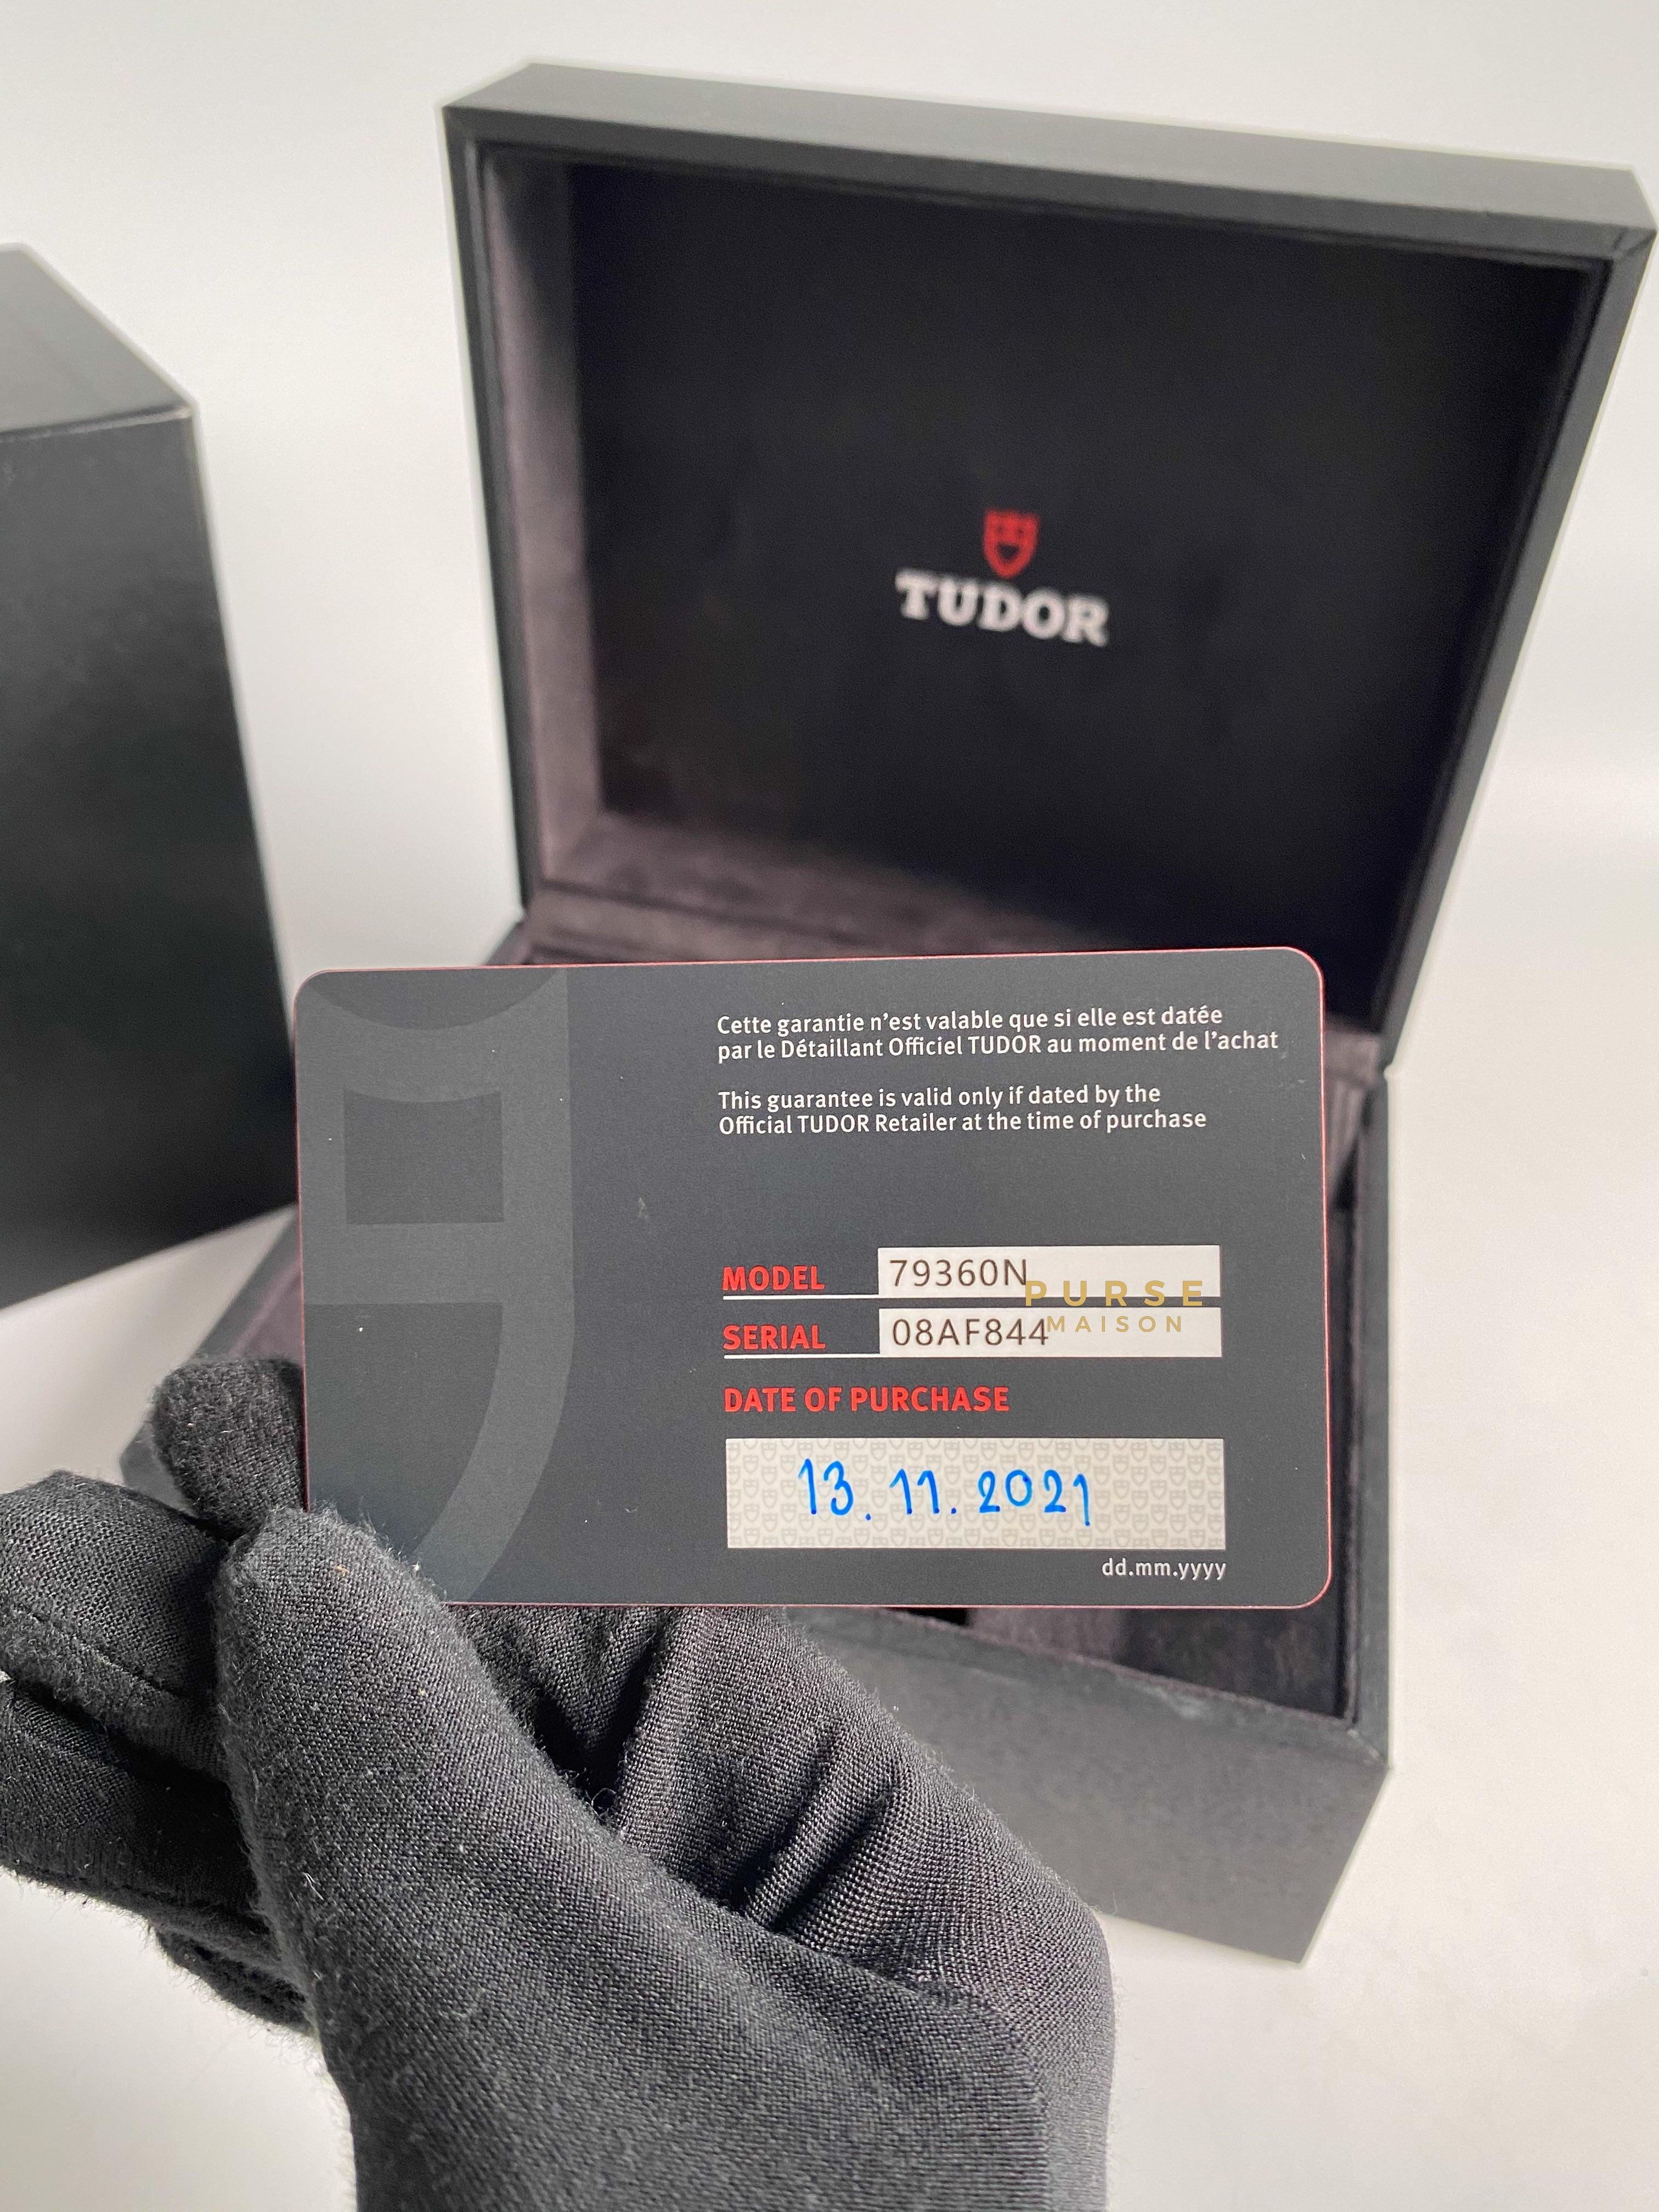 TUDOR
Cette garantie n'est valable que si elle est datée
par le Détaillant Officiel TUDOR au moment de l'achat
This guarantee is valid only if dated by the
Official TUDOR Retailer at the time of purchase
MODEL 79360N
PURSE
MAISON
SERIAL 08AF844
DATE OF PURCHASE
13.11.2021
dd.mm.yyyy